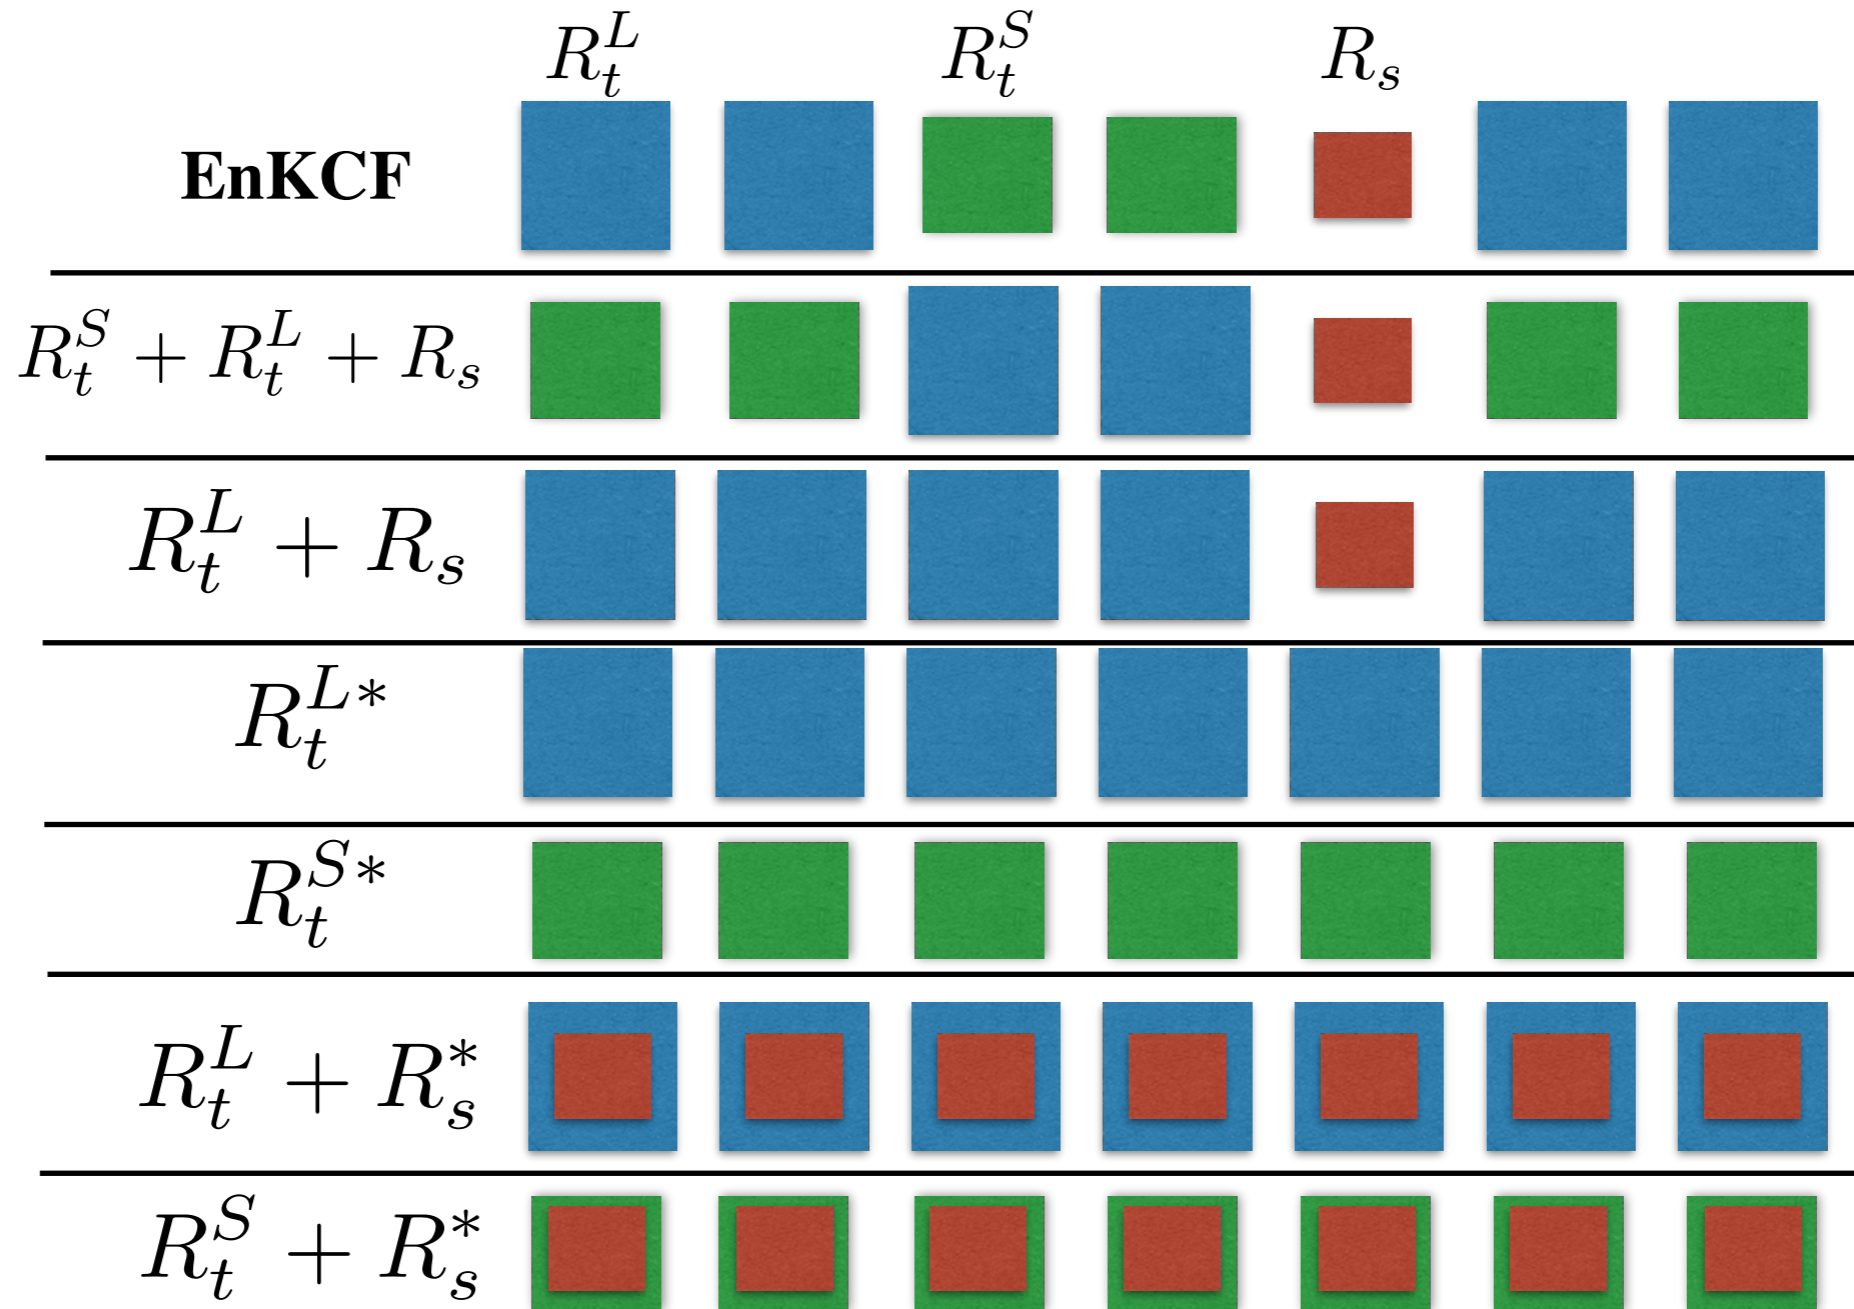 $R_t^L$ $R_t^S$ $R_s$
EnKCF
$R_t^S + R_t^L + R_s$
$R_t^L + R_s$
$R_t^{L*}$
$R_t^{S*}$
$R_t^L + R_s^*$
$R_t^S + R_s^*$